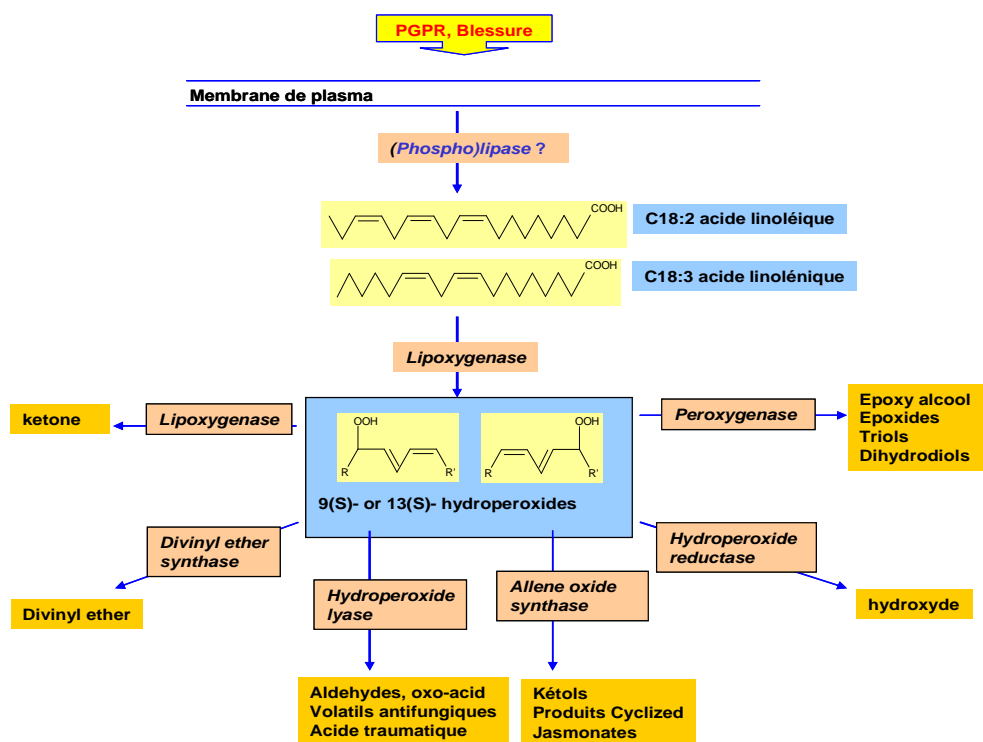 PGPR, Blessure
Membrane de plasma
(Phospho)lipase ?
COOH
C18:2 acide linoléique
COOH
C18:3 acide linolénique
Lipoxygenase
ketone
Lipoxygenase
OOH
R
R'
OOH
R
R'
9(S)- or 13(S)- hydroperoxides
Peroxygenase
Epoxy alcool
Epoxides
Triols
Dihydrodiols
Divinyl ether
synthase
Divinyl ether
Hydroperoxide
lyase
Allene oxide
synthase
Hydroperoxide
reductase
hydroxyde
Aldehydes, oxo-acid
Volatils antifungiques
Acide traumatique
Kétols
Produits Cyclized
Jasmonates